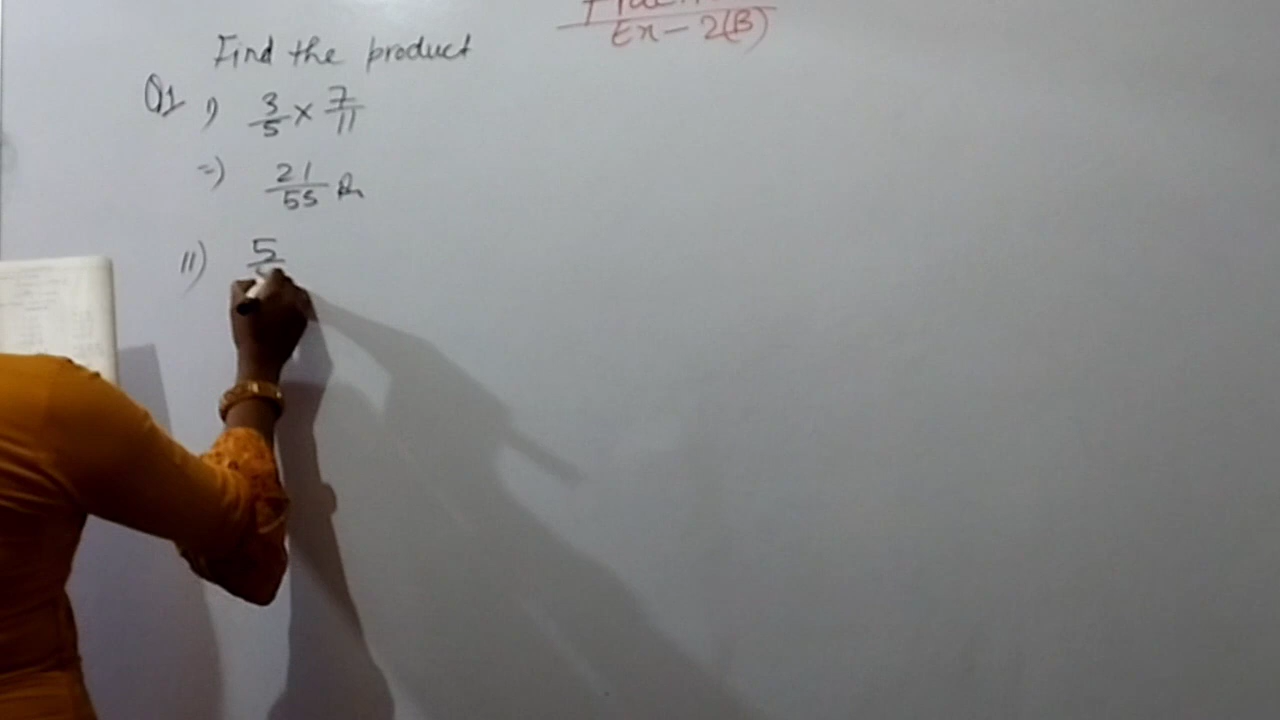 Ex - 2(B)
Find the product
Q1 i) 3/5 × 7/11
=) 21/55
ii) 5